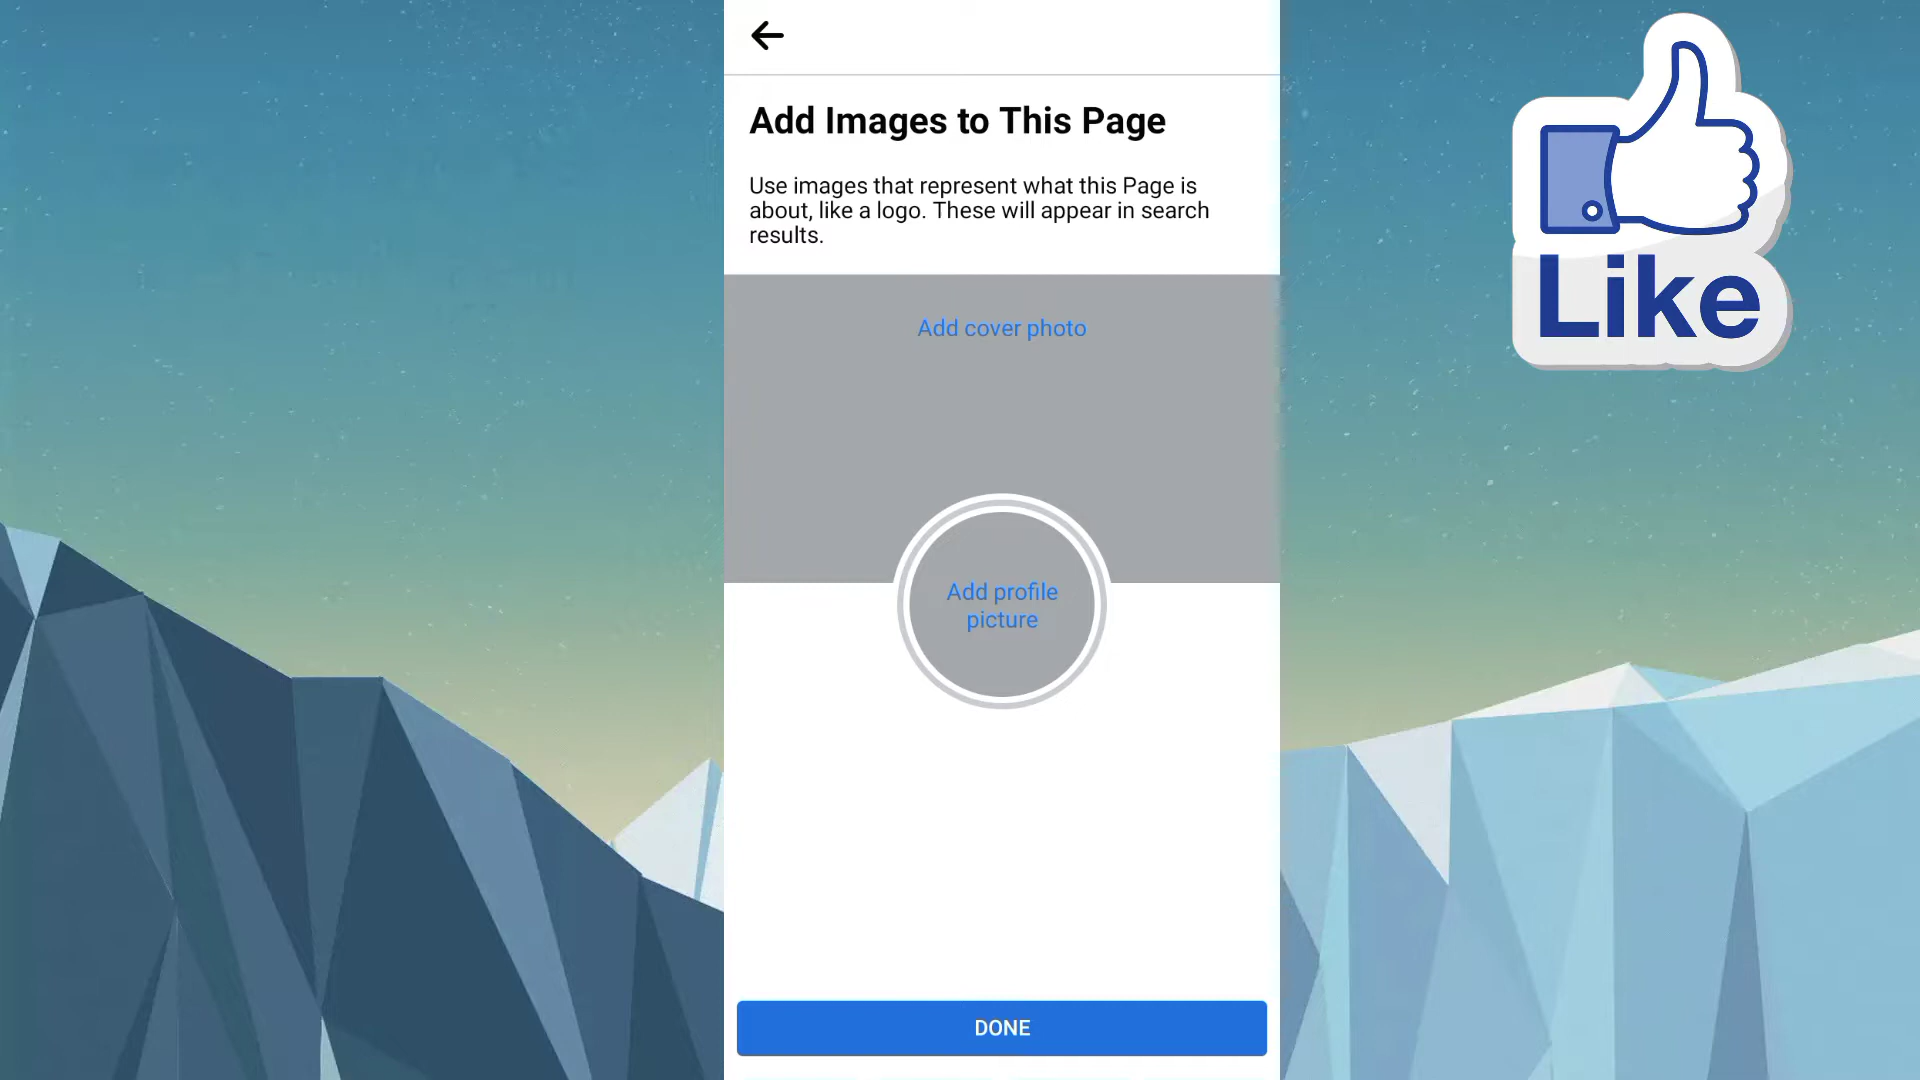 Add Images to This Page
Use images that represent what this Page is
about, like a logo. These will appear in search
results.
Add cover photo
Add profile
picture
DONE
Like